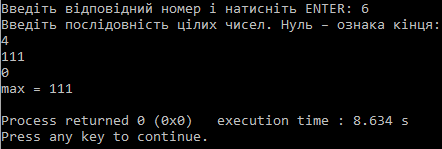 Введіть відповідний номер і натисніть ENTER: 6
Введіть послідовність цілих чисел. Нуль – ознака кінця:
4
111
0
max = 111
Process returned 0 (0x0)   execution time : 8.634 s
Press any key to continue.